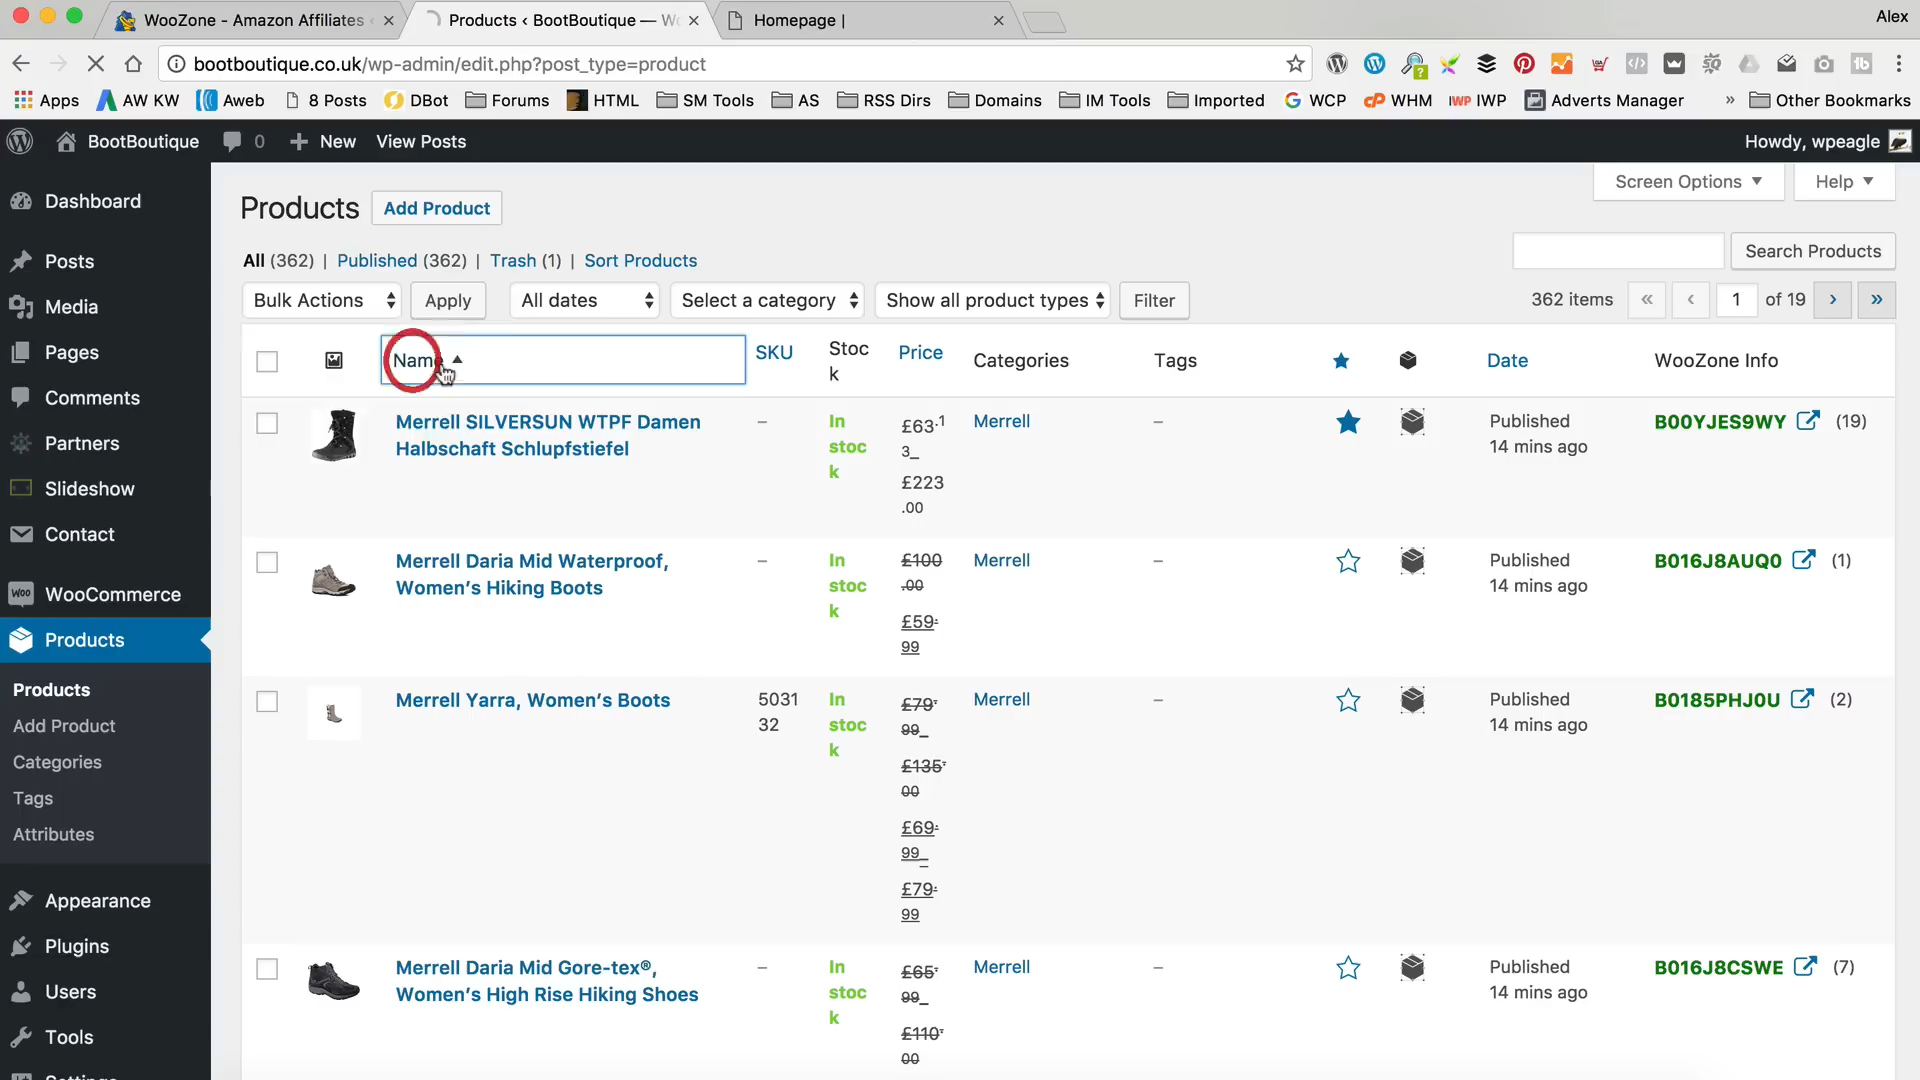 WooZone - Amazon Affiliates
Products ‹ BootBoutique — Wo
Homepage |
Alex
bootboutique.co.uk/wp-admin/edit.php?post_type=product
Apps
AW KW
Aweb
8 Posts
DBot
Forums
HTML
SM Tools
AS
RSS Dirs
Domains
IM Tools
Imported
WCP
WHM
IWP
Adverts Manager
»
Other Bookmarks
BootBoutique
0
New
View Posts
Howdy, wpeagle
Dashboard
Posts
Media
Pages
Comments
Partners
Slideshow
Contact
WooCommerce
Products
Products
Add Product
Categories
Tags
Attributes
Appearance
Plugins
Users
Tools
Settings
Screen Options
Help
Products
Add Product
All (362) | Published (362) | Trash (1) | Sort Products
Search Products
Bulk Actions
Apply
All dates
Select a category
Show all product types
Filter
362 items
«
‹
1
of 19
›
»
Name
SKU
Stoc
k
Price
Categories
Tags
Date
WooZone Info
Merrell SILVERSUN WTPF Damen
Halbschaft Schlupfstiefel
–
In
stoc
k
£63.1
3–
£223
.00
Merrell
–
Published
14 mins ago
B00YJES9WY (19)
Merrell Daria Mid Waterproof,
Women's Hiking Boots
–
In
stoc
k
£100
.00
£59.
99
Merrell
–
Published
14 mins ago
B016J8AUQ0 (1)
Merrell Yarra, Women's Boots
5031
32
In
stoc
k
£79.
99–
£135.
00
£69.
99–
£79.
99
Merrell
–
Published
14 mins ago
B0185PHJ0U (2)
Merrell Daria Mid Gore-tex®,
Women's High Rise Hiking Shoes
–
In
stoc
k
£65.
99–
£110.
00
Merrell
–
Published
14 mins ago
B016J8CSWE (7)